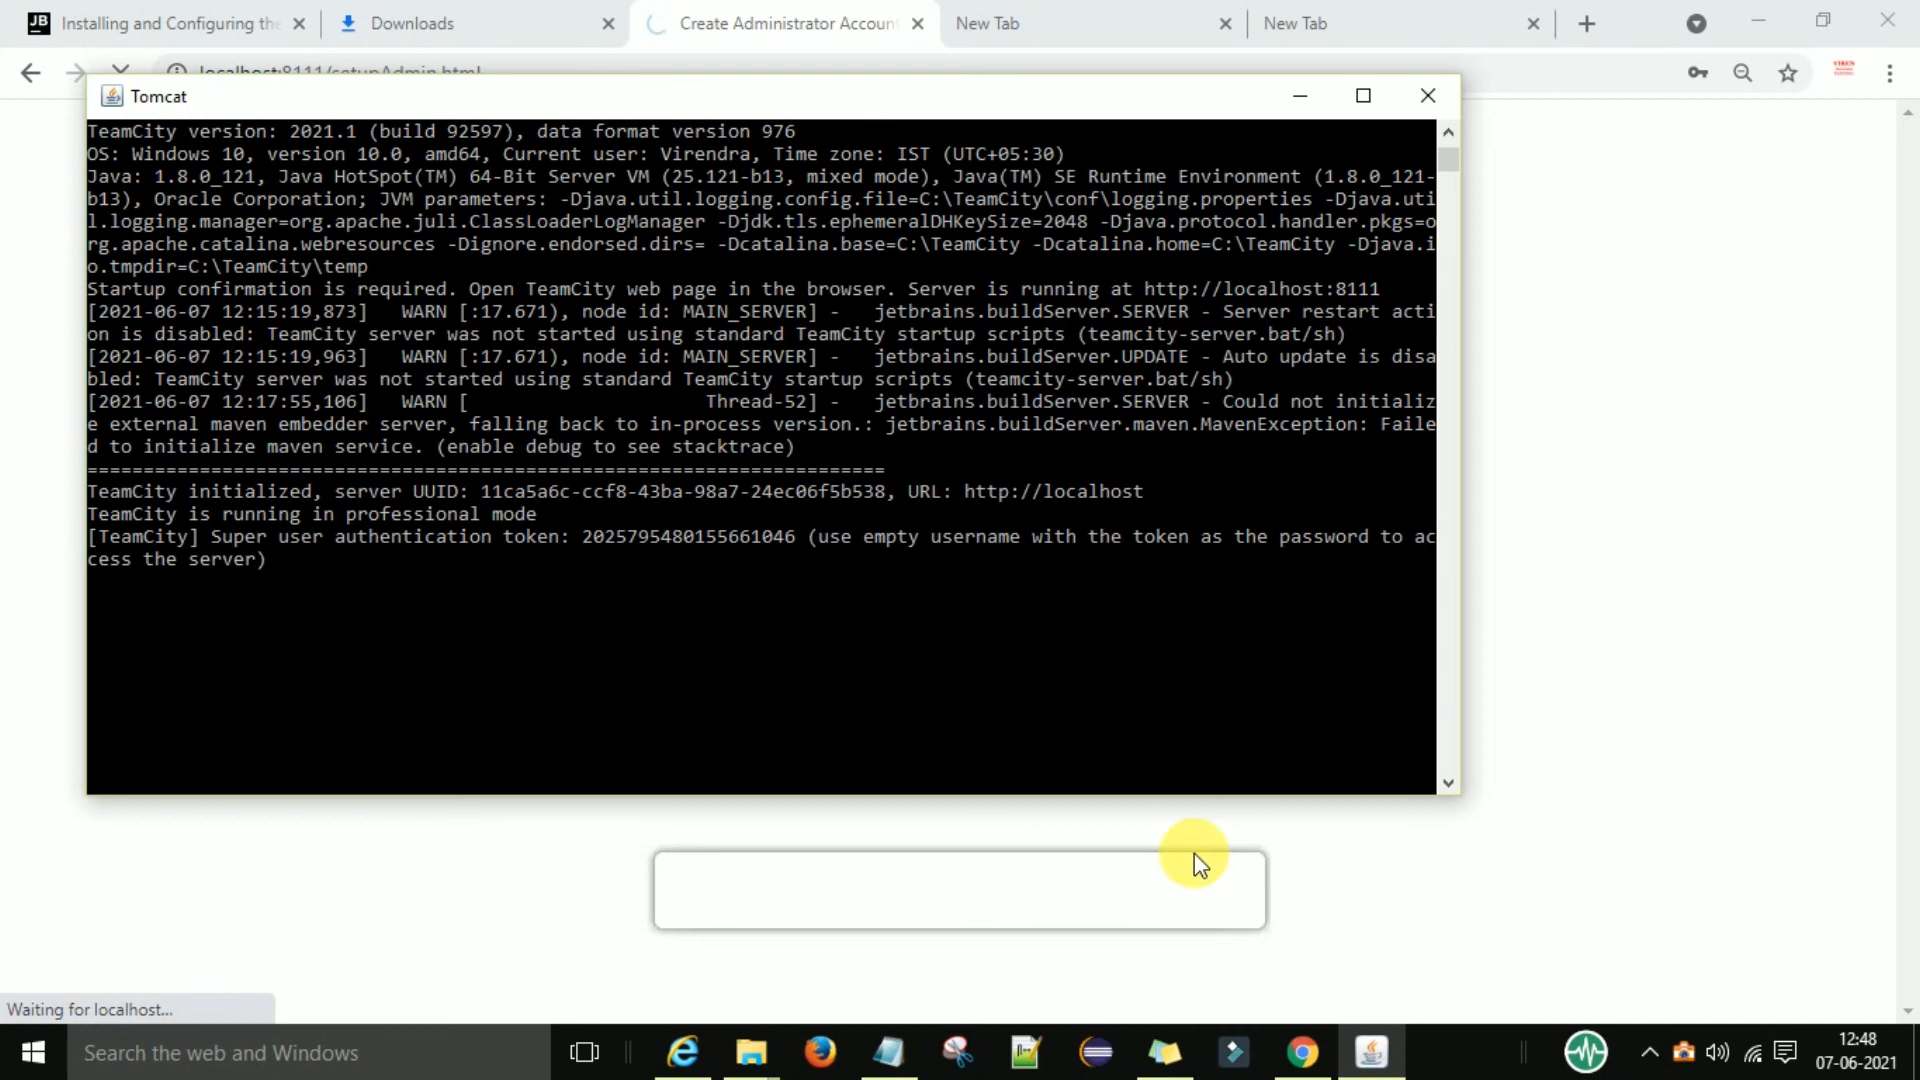 JB Installing and Configuring the
Downloads
Create Administrator Account
New Tab
New Tab
localhost:8111/setupAdmin.html
VIREN
Tomcat
TeamCity version: 2021.1 (build 92597), data format version 976
OS: Windows 10, version 10.0, amd64, Current user: Virendra, Time zone: IST (UTC+05:30)
Java: 1.8.0_121, Java HotSpot(TM) 64-Bit Server VM (25.121-b13, mixed mode), Java(TM) SE Runtime Environment (1.8.0_121-
b13), Oracle Corporation; JVM parameters: -Djava.util.logging.config.file=C:\TeamCity\conf\logging.properties -Djava.uti
l.logging.manager=org.apache.juli.ClassLoaderLogManager -Djdk.tls.ephemeralDHKeySize=2048 -Djava.protocol.handler.pkgs=o
rg.apache.catalina.webresources -Dignore.endorsed.dirs= -Dcatalina.base=C:\TeamCity -Dcatalina.home=C:\TeamCity -Djava.i
o.tmpdir=C:\TeamCity\temp
Startup confirmation is required. Open TeamCity web page in the browser. Server is running at http://localhost:8111
[2021-06-07 12:15:19,873]   WARN [:17.671), node id: MAIN_SERVER] -   jetbrains.buildServer.SERVER - Server restart acti
on is disabled: TeamCity server was not started using standard TeamCity startup scripts (teamcity-server.bat/sh)
[2021-06-07 12:15:19,963]   WARN [:17.671), node id: MAIN_SERVER] -   jetbrains.buildServer.UPDATE - Auto update is disa
bled: TeamCity server was not started using standard TeamCity startup scripts (teamcity-server.bat/sh)
[2021-06-07 12:17:55,106]   WARN [                     Thread-52] -   jetbrains.buildServer.SERVER - Could not initializ
e external maven embedder server, falling back to in-process version.: jetbrains.buildServer.maven.MavenException: Faile
d to initialize maven service. (enable debug to see stacktrace)
=======================================================================
TeamCity initialized, server UUID: 11ca5a6c-ccf8-43ba-98a7-24ec06f5b538, URL: http://localhost
TeamCity is running in professional mode
[TeamCity] Super user authentication token: 2025795480155661046 (use empty username with the token as the password to ac
cess the server)
Waiting for localhost...
Search the web and Windows
12:48
07-06-2021